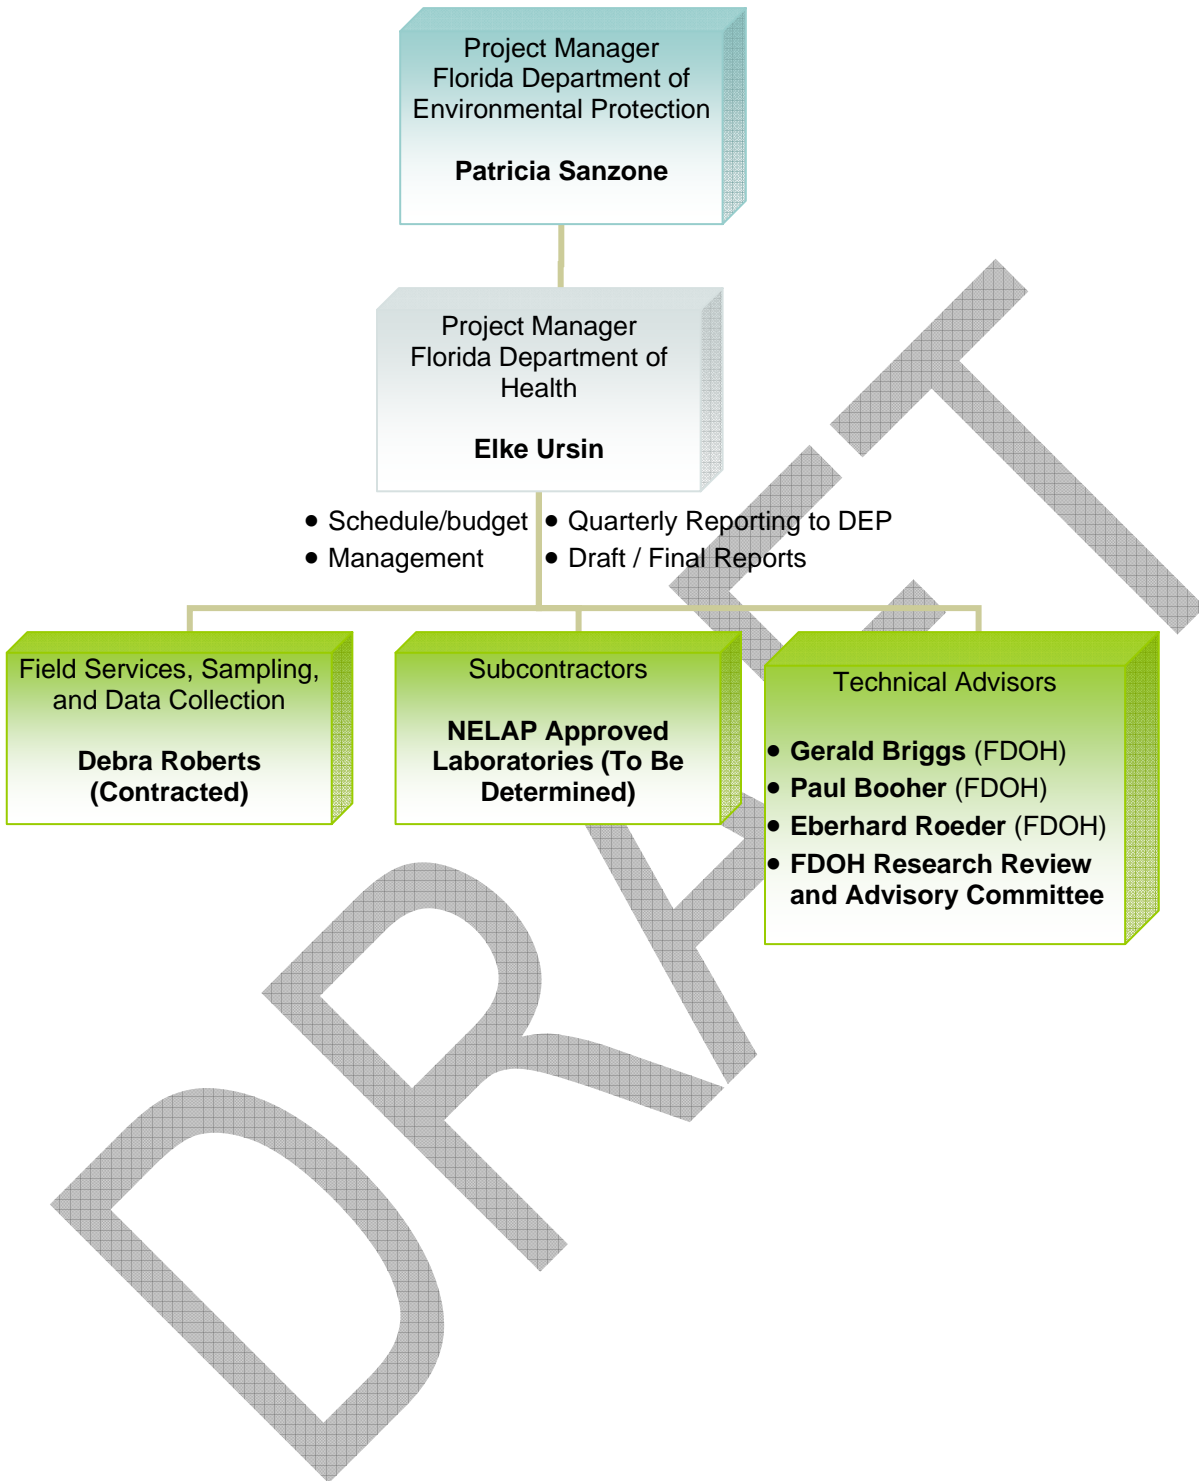 Project Manager
Florida Department of
Environmental Protection
Patricia Sanzone
Project Manager
Florida Department of
Health
Elke Ursin
• Schedule/budget
• Management
• Quarterly Reporting to DEP
• Draft / Final Reports
Field Services, Sampling,
and Data Collection
Debra Roberts
(Contracted)
Subcontractors
NELAP Approved
Laboratories (To Be
Determined)
Technical Advisors
• Gerald Briggs (FDOH)
• Paul Booher (FDOH)
• Eberhard Roeder (FDOH)
• FDOH Research Review
and Advisory Committee
DRAFT